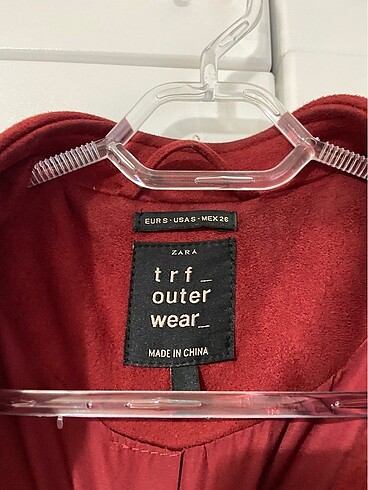 EUR S · USA S · MEX 26
ZARA
trf_
outer
wear_
MADE IN CHINA